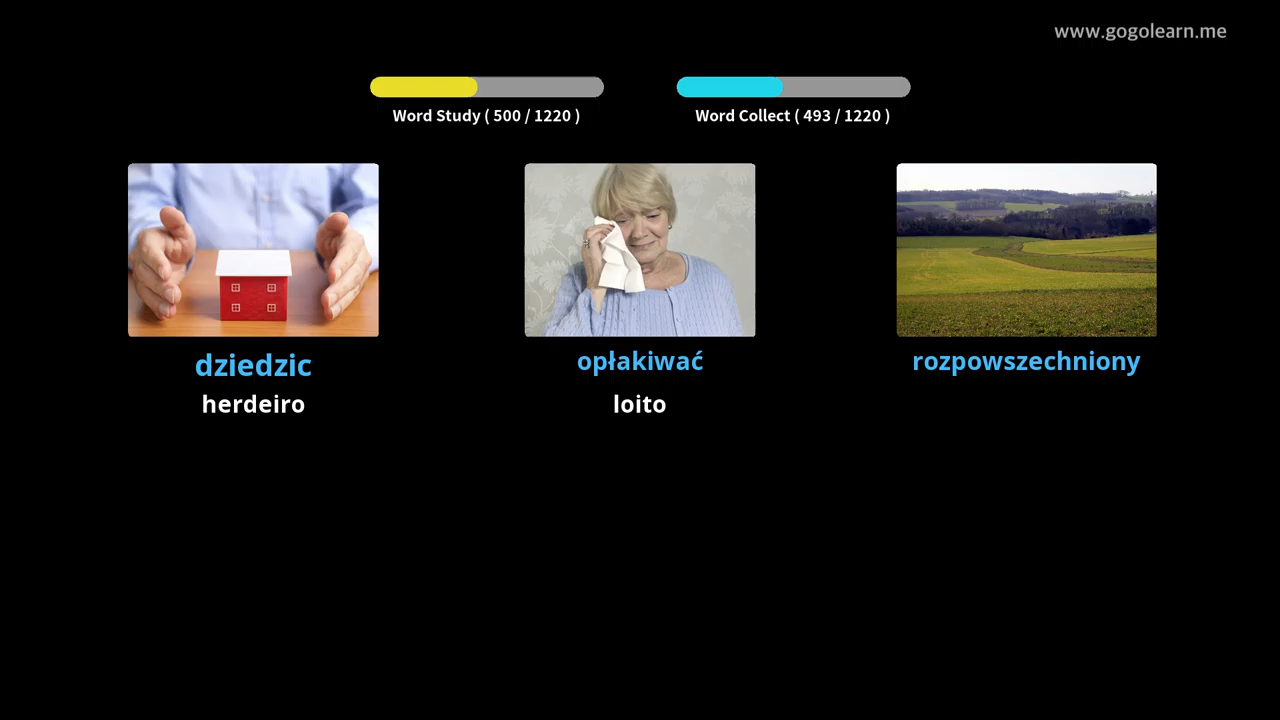 www.gogolearn.me
Word Study ( 500 / 1220 )
Word Collect ( 493 / 1220 )
dziedzic
opłakiwać
rozpowszechniony
herdeiro
loito